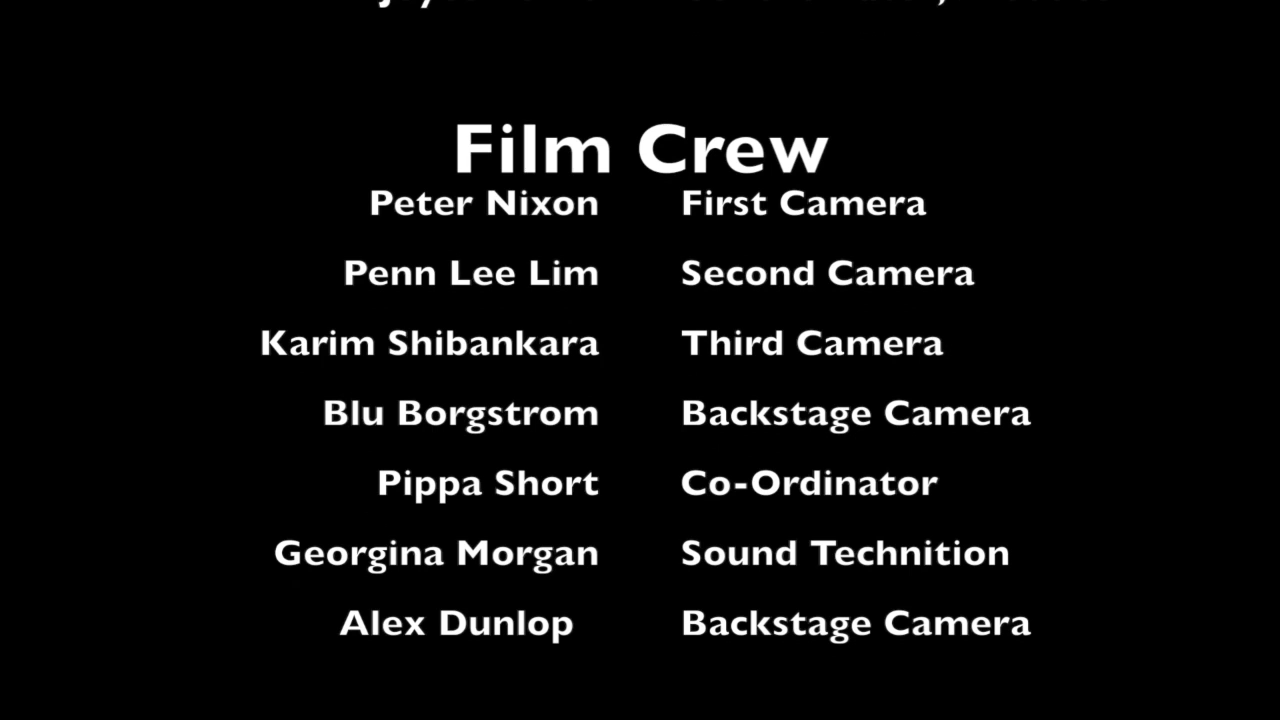 Film Crew
Peter Nixon First Camera
Penn Lee Lim Second Camera
Karim Shibankara Third Camera
Blu Borgstrom Backstage Camera
Pippa Short Co-Ordinator
Georgina Morgan Sound Technition
Alex Dunlop Backstage Camera